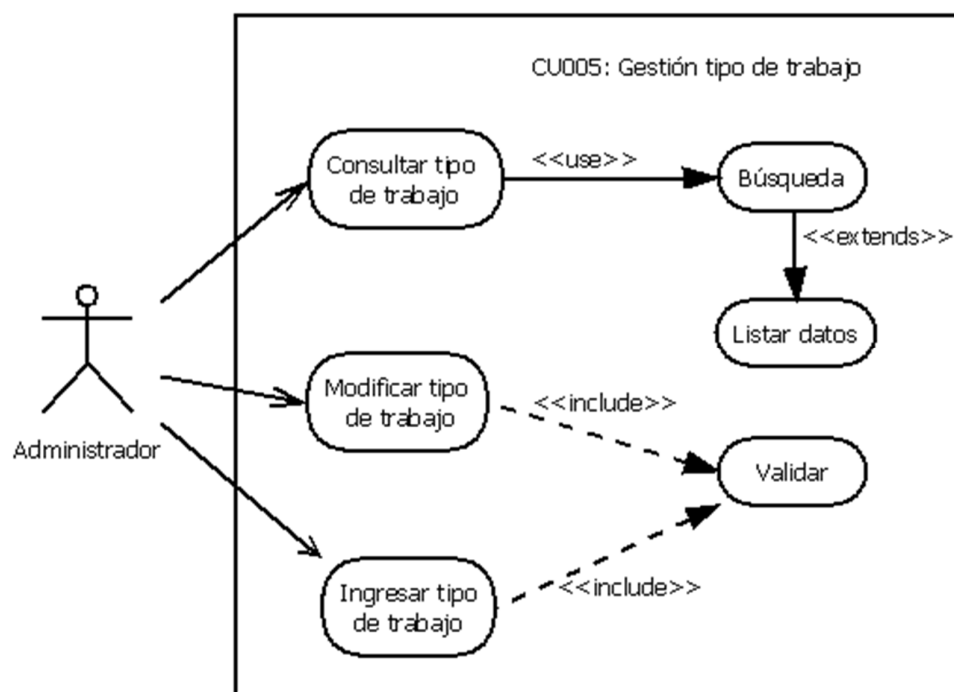 CU005: Gestión tipo de trabajo
Consultar tipo
de trabajo
<<use>>
Búsqueda
<<extends>>
Listar datos
Administrador
Modificar tipo
de trabajo
<<include>>
Validar
Ingresar tipo
de trabajo
<<include>>